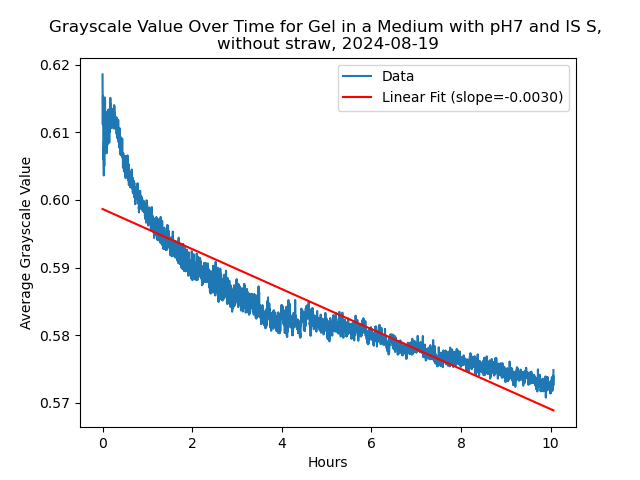 Grayscale Value Over Time for Gel in a Medium with pH7 and IS S,
without straw, 2024-08-19
0.62
0.61
0.60
0.59
0.58
0.57
Average Grayscale Value
Data
Linear Fit (slope=-0.0030)
0
2
4
6
8
10
Hours